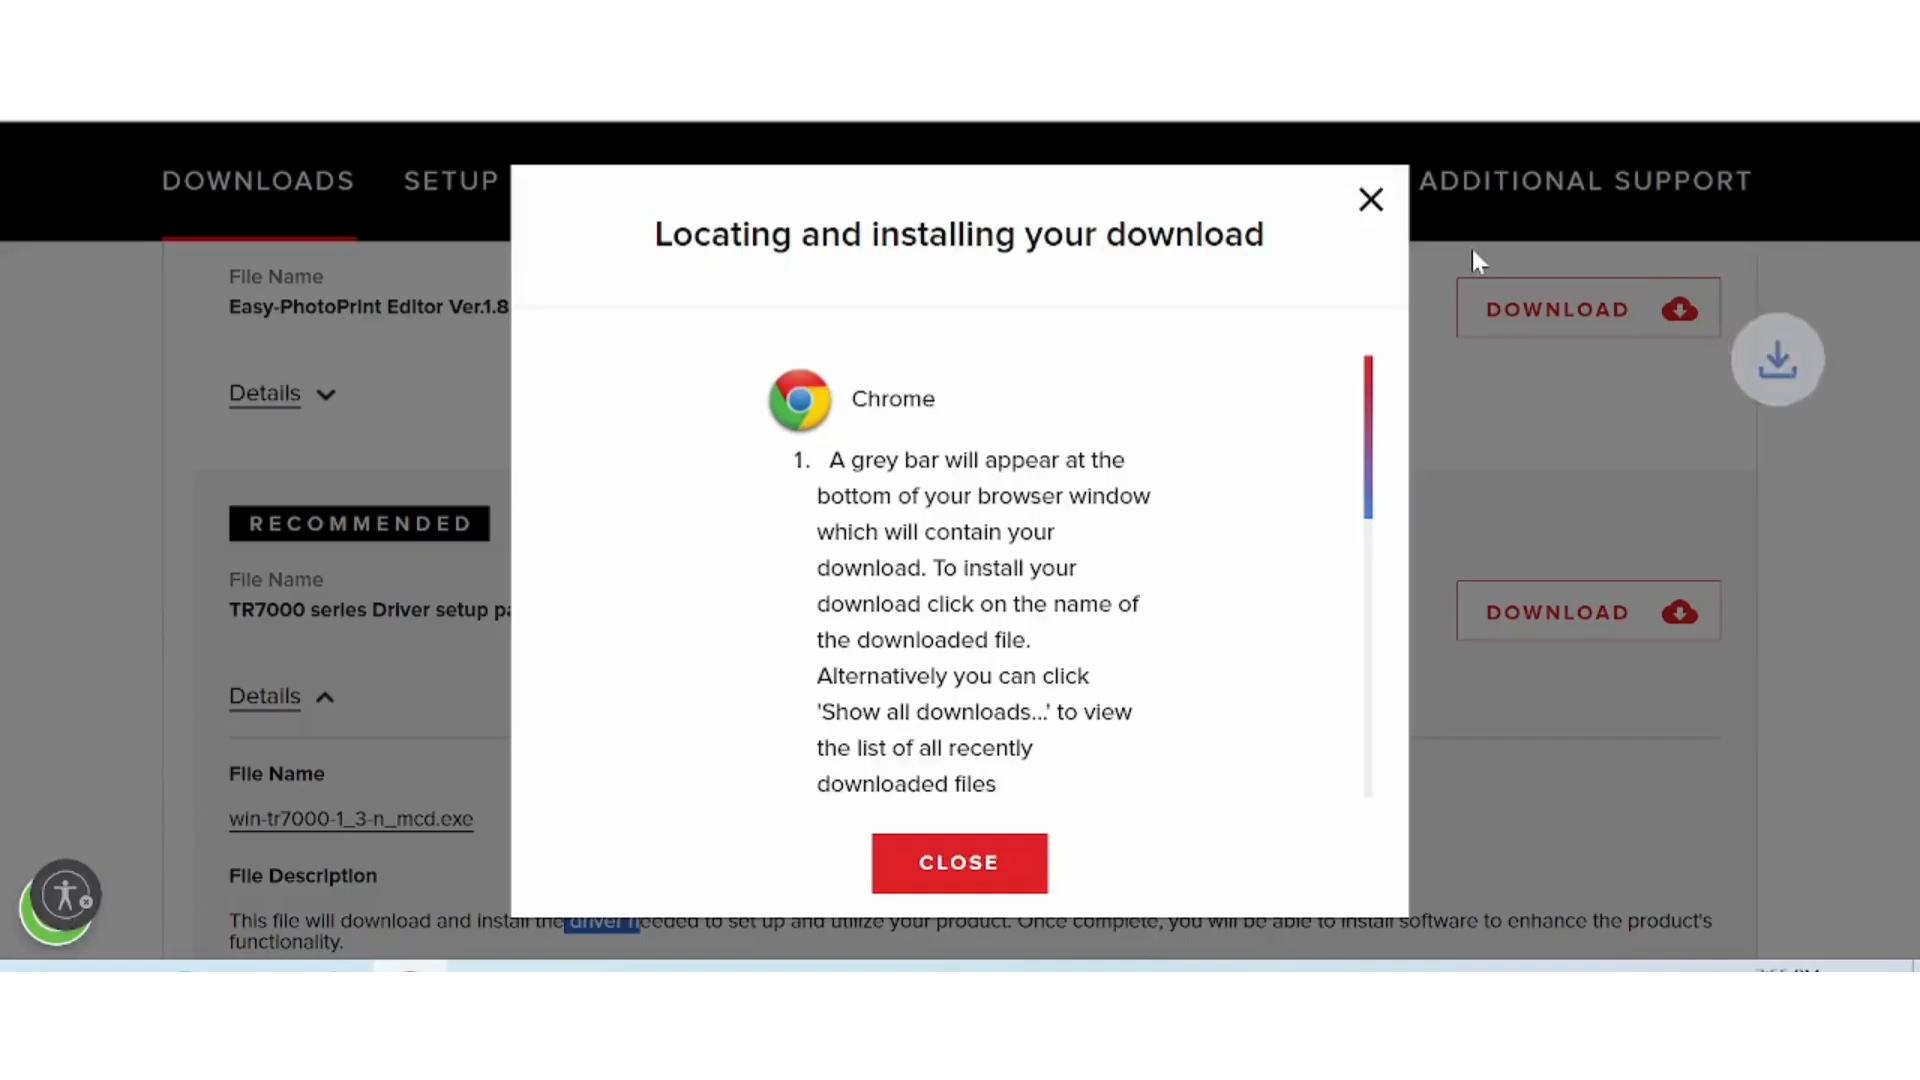 DOWNLOADS SETUP ADDITIONAL SUPPORT
Locating and installing your download
File Name
Easy-PhotoPrint Editor Ver.1.8
DOWNLOAD
Details
Chrome
1. A grey bar will appear at the
bottom of your browser window
which will contain your
download. To install your
download click on the name of
the downloaded file.
Alternatively you can click
'Show all downloads...' to view
the list of all recently
downloaded files
CLOSE
RECOMMENDED
File Name
TR7000 series Driver setup
DOWNLOAD
Details
File Name
win-tr7000-1_3-n_mcd.exe
File Description
This file will download and install the driver needed to set up and utilize your product. Once complete, you will be able to install software to enhance the product's
functionality.